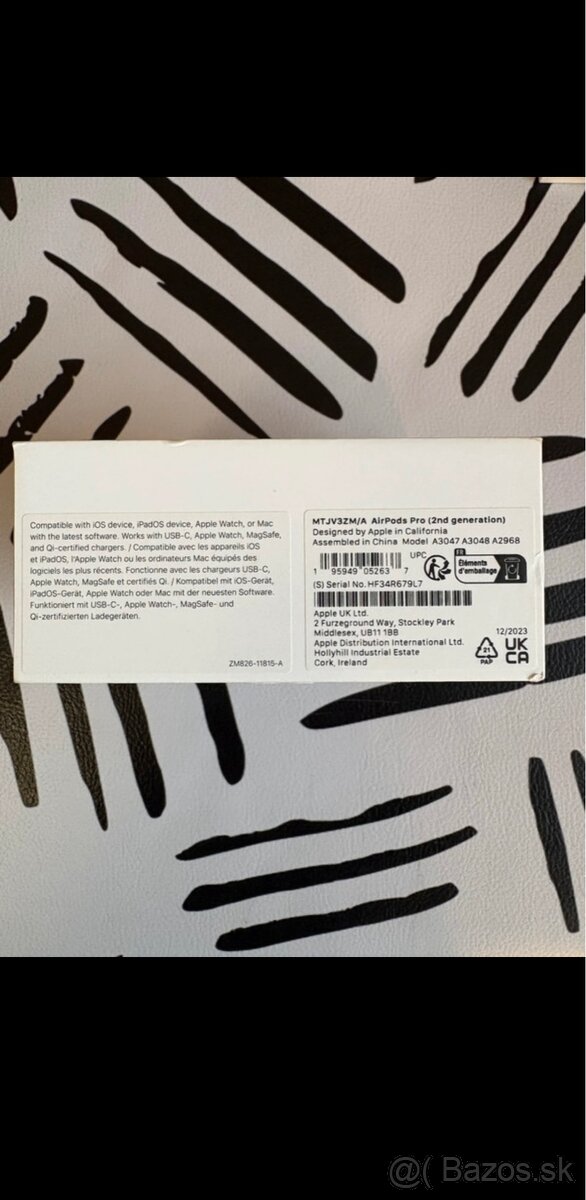 Compatible with iOS device, iPadOS device, Apple Watch, or Mac
with the latest software. Works with USB-C, Apple Watch, MagSafe,
and Qi-certified chargers. / Compatible avec les appareils iOS
et iPadOS, l'Apple Watch ou les ordinateurs Mac équipés des
logiciels les plus récents. Fonctionne avec les chargeurs USB-C,
Apple Watch, MagSafe et certifiés Qi. / Kompatibel mit iOS-Gerät,
iPadOS-Gerät, Apple Watch oder Mac mit der neuesten Software.
Funktioniert mit USB-C-, Apple Watch-, MagSafe- und
Qi-zertifizierten Ladegeräten.
ZM826-11815-A
MTJV3ZM/A AirPods Pro (2nd generation)
Designed by Apple in California
Assembled in China Model A3047 A3048 A2968
UPC
1 95949 05263 7
FR
Éléments
d'emballage
(S) Serial No. HF34R679L7
Apple UK Ltd.
2 Furzeground Way, Stockley Park
Middlesex, UB11 1BB
Apple Distribution International Ltd.
Hollyhill Industrial Estate
Cork, Ireland
12/2023
21
PAP
UK
CA
@( Bazos.sk